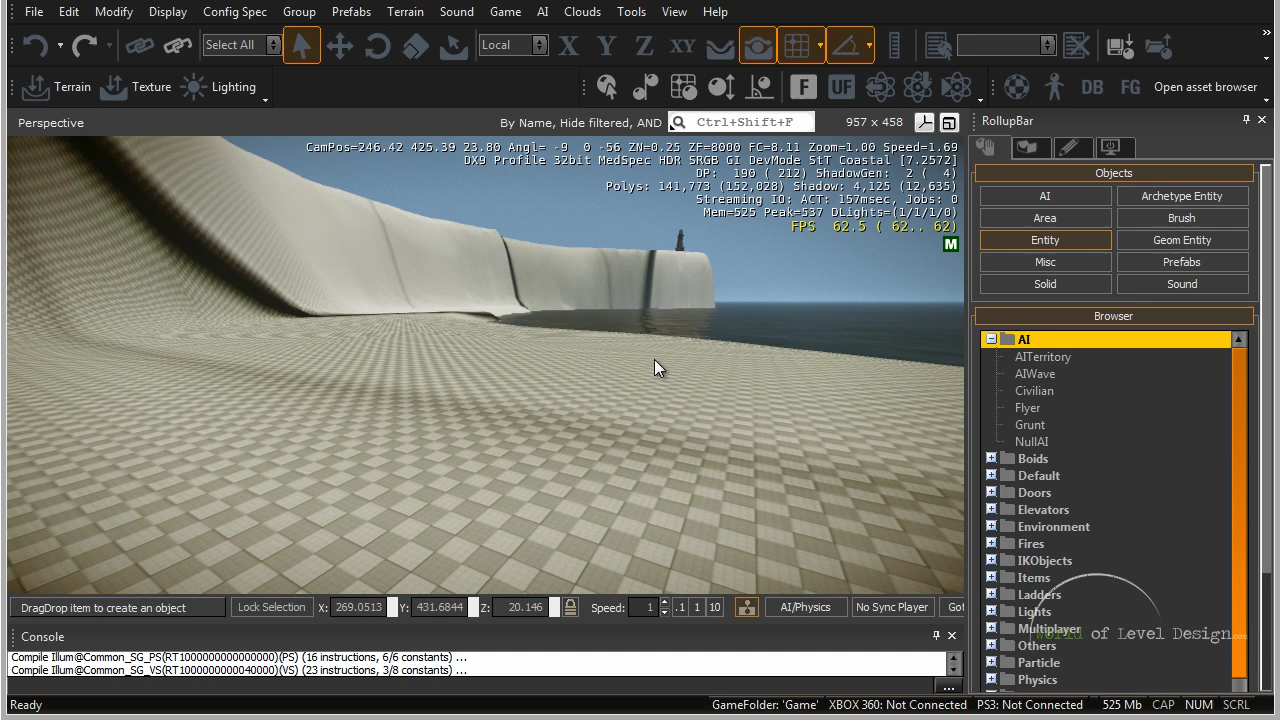 File Edit Modify Display Config Spec Group Prefabs Terrain Sound Game AI Clouds Tools View Help
Select All Local X Y Z XY
Terrain Texture Lighting F UF DB FG Open asset browser
Perspective By Name, Hide filtered, AND Ctrl+Shift+F 957 x 458
RollupBar
CamPos=246.42 425.39 23.80 Angl= -9 0 -56 ZN=0.25 ZF=8000 FC=8.11 Zoom=1.00 Speed=1.69
DX9 Profile 32bit MedSpec HDR SRGB GI DevMode StT Coastal [7.2572]
DP: 190 ( 212) ShadowGen: 2 ( 4)
Polys: 141,773 (152,028) Shadow: 4,125 (12,635)
Streaming IO: ACT: 157msec, Jobs: 0
Mem=525 Peak=537 DLights=(1/1/1/0)
FPS 62.5 ( 62.. 62)
M
Objects
AI Archetype Entity
Area Brush
Entity Geom Entity
Misc Prefabs
Solid Sound
Browser
AI
AITerritory
AIWave
Civilian
Flyer
Grunt
NullAI
Boids
Default
Doors
Elevators
Environment
Fires
IKObjects
Items
Ladders
Lights
Multiplayer
World of Level Design.com
Others
Particle
Physics
DragDrop item to create an object Lock Selection X: 269.0513 Y: 431.6844 Z: 20.146 Speed: 1 .1 1 10 AI/Physics No Sync Player Got
Console
Compile Illum@Common_SG_PS(RT1000000000000000)(VS) (16 instructions, 6/6 constants) ...
Compile Illum@Common_SG_VS(RT1000000000000000)(VS) (23 instructions, 3/8 constants) ...
...
Ready GameFolder: 'Game' XBOX 360: Not Connected PS3: Not Connected 525 Mb CAP NUM SCRL